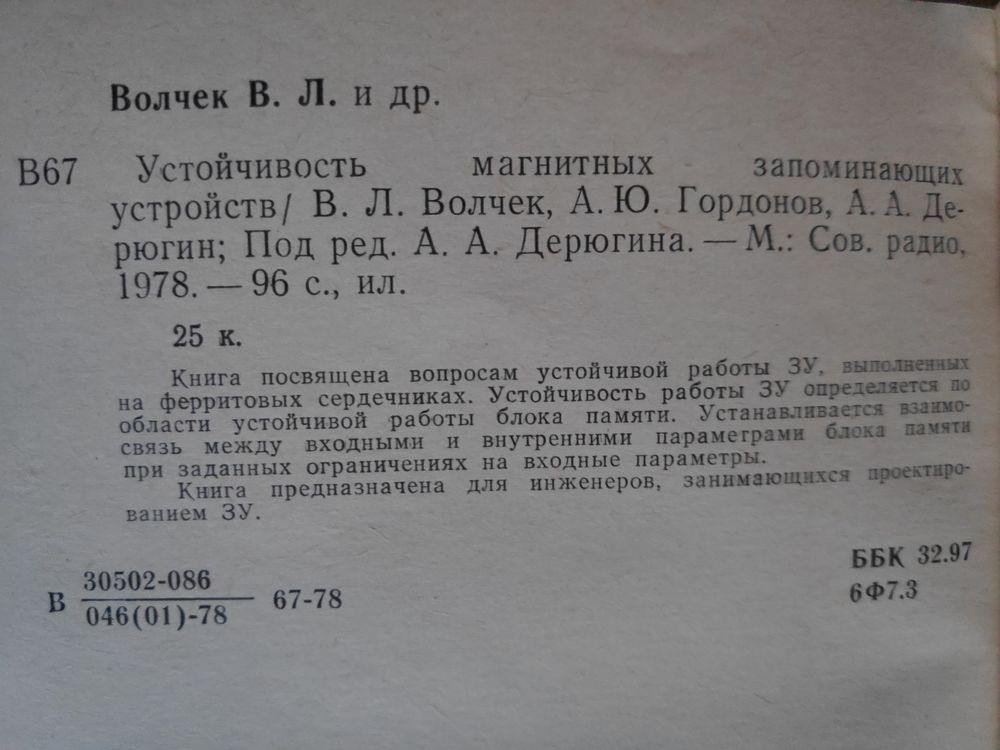 Волчек В. Л. и др.
В67 Устойчивость магнитных запоминающих
устройств/ В. Л. Волчек, А. Ю. Гордонов, А. А. Де-
рюгин; Под ред. А. А. Дерюгина. — М.: Сов. радио,
1978. — 96 с., ил.
25 к.
Книга посвящена вопросам устойчивой работы ЗУ, выполненных
на ферритовых сердечниках. Устойчивость работы ЗУ определяется по
области устойчивой работы блока памяти. Устанавливается взаимо-
связь между входными и внутренними параметрами блока памяти
при заданных ограничениях на входные параметры.
Книга предназначена для инженеров, занимающихся проектиро-
ванием ЗУ.
В 30502-086
046(01)-78 67-78
ББК 32.97
6Ф7.3